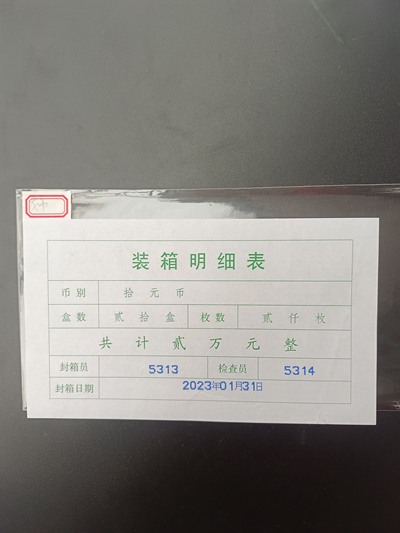 装箱明细表
币别 拾元币
盒数 贰拾盒 枚数 贰仟枚
共计贰万元整
封箱员 5313 检查员 5314
封箱日期 2023年01月31日